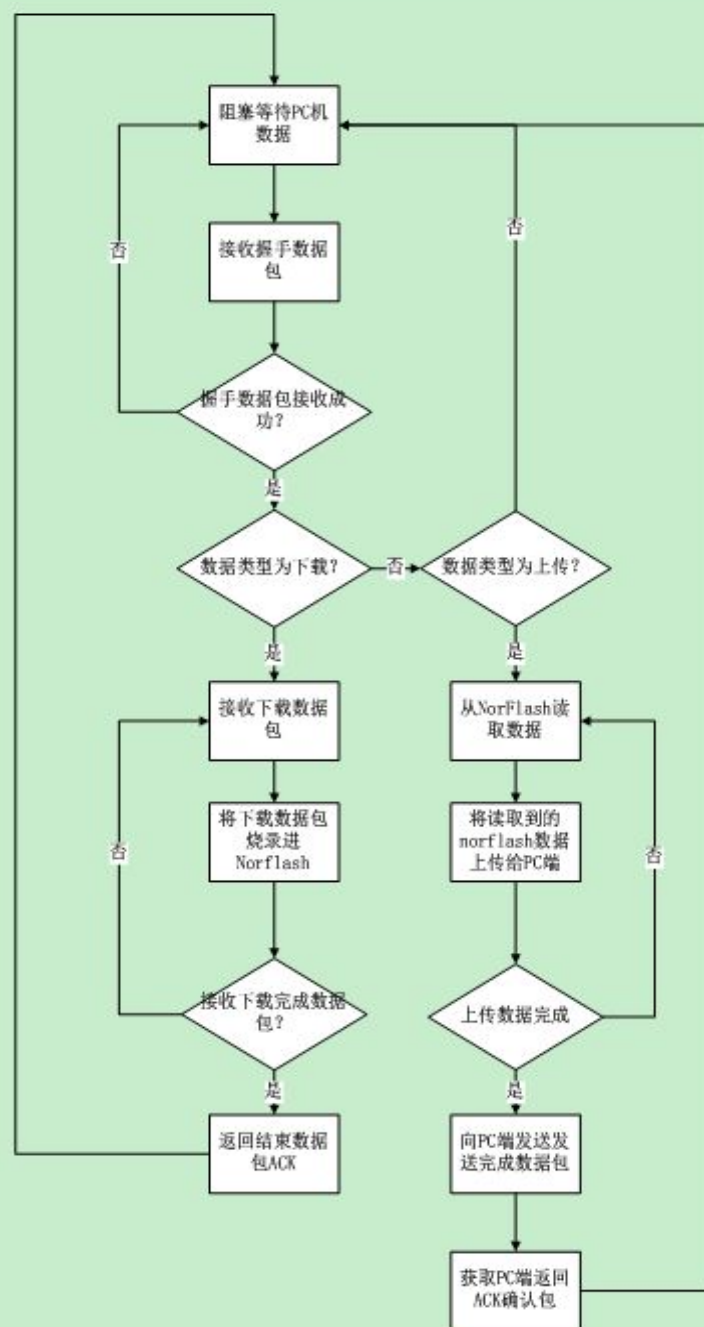 阻塞等待PC机
数据
否
否
接收握手数据
包
握手数据包接收成
功?
是
数据类型为下载?
否
数据类型为上传?
是
是
接收下载数据
包
从NorFlash读
取数据
将下载数据包
烧录进
Norflash
将读取到的
norflash数据
上传给PC端
否
否
接收下载完成数据
包?
上传数据完成
是
是
返回结束数据
包ACK
向PC端发送发
送完成数据包
获取PC端返回
ACK确认包